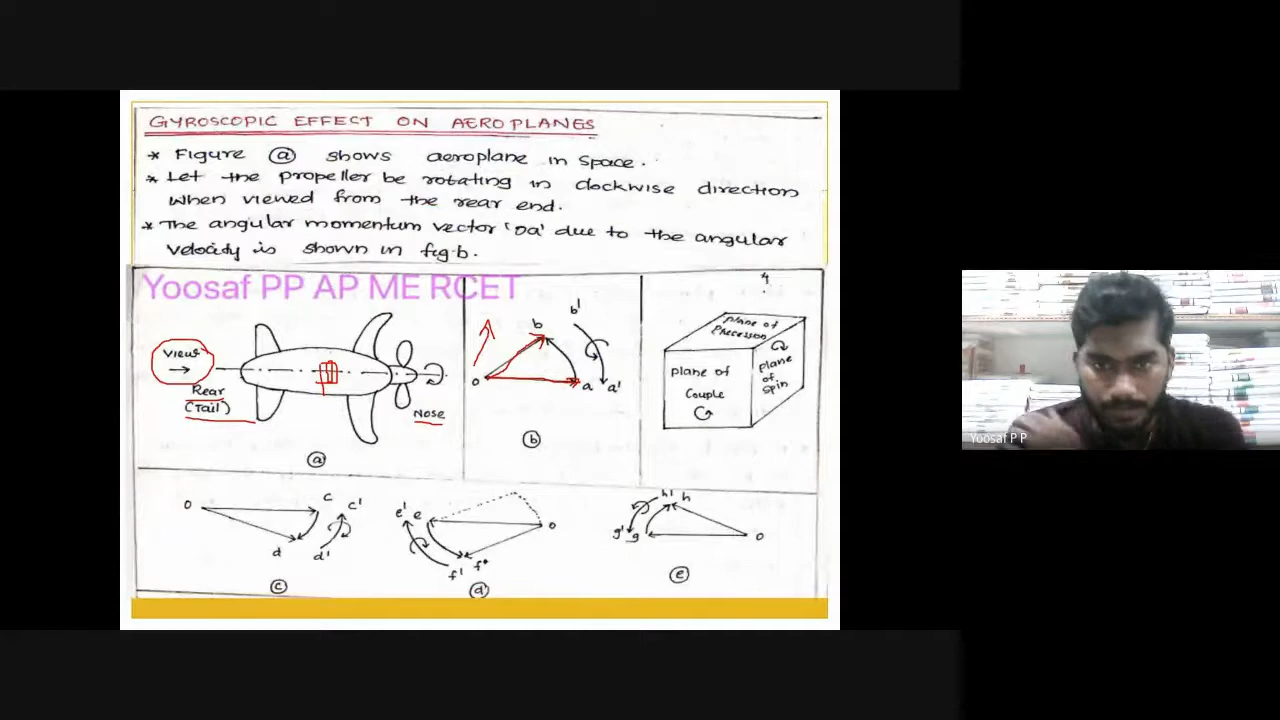 GYROSCOPIC EFFECT ON AEROPLANES
* Figure (a) shows aeroplane in space.
* Let the propeller be rotating in clockwise direction
when viewed from the rear end.
* The angular momentum vector 'oa' due to the angular
velocity is shown in fig.b.
Yoosaf PP AP ME RCET
View
Rear
(Tail)
Nose
a
b'
b
o
a a'
b
4
plane of
Precession
plane of
Couple
plane
of
spin
o c c'
d d'
c
e' e o
f' f
d
h' h
g' g o
e
Yoosaf P P